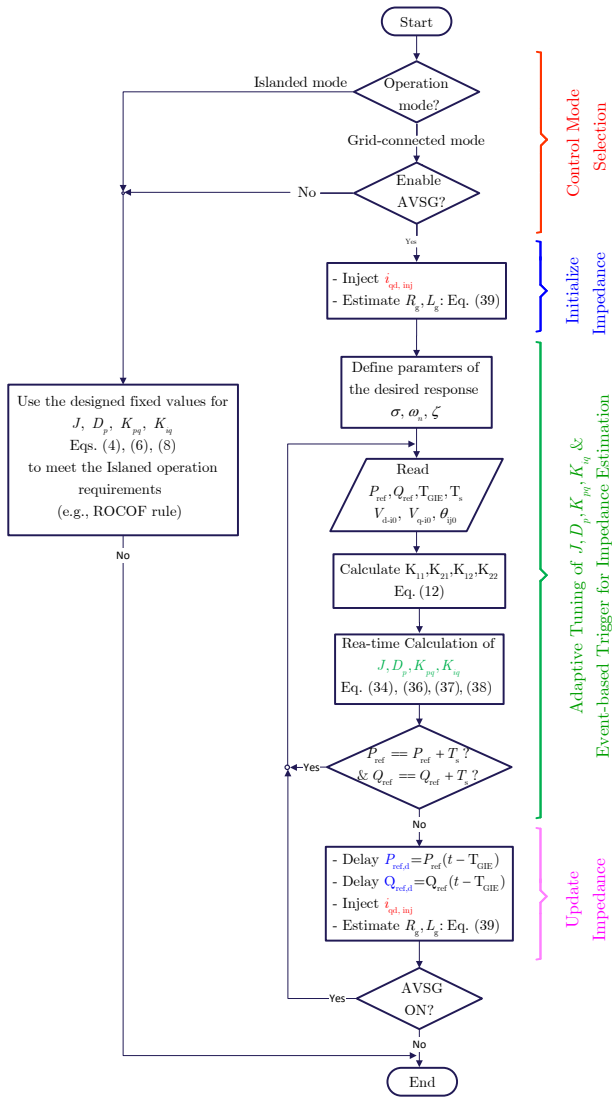 Start
Operation
mode?
Islanded mode
Grid-connected mode
Enable
AVSG?
No
Yes
- Inject i_qd, inj
- Estimate R_g, L_g: Eq. (39)
Define paramters of
the desired response
σ, ω_n, ζ
Use the designed fixed values for
J, D_p, K_pq, K_iq
Eqs. (4), (6), (8)
to meet the Islaned operation
requirements
(e.g., ROCOF rule)
No
Read
P_ref, Q_ref, T_GIE, T_s
V_d-i0, V_q-i0, θ_ij0
Calculate K_11,K_21,K_12,K_22
Eq. (12)
Rea-time Calculation of
J, D_p, K_pq, K_iq
Eq. (34), (36), (37), (38)
P_ref == P_ref + T_s ?
& Q_ref == Q_ref + T_s ?
Yes
No
- Delay P_ref,d=P_ref(t − T_GIE)
- Delay Q_ref,d=Q_ref(t − T_GIE)
- Inject i_qd, inj
- Estimate R_g, L_g: Eq. (39)
AVSG
ON?
Yes
No
End
Control Mode
Selection
Initialize
Impedance
Adaptive Tuning of J, D_p, K_pq, K_iq &
Event-based Trigger for Impedance Estimation
Update
Impedance